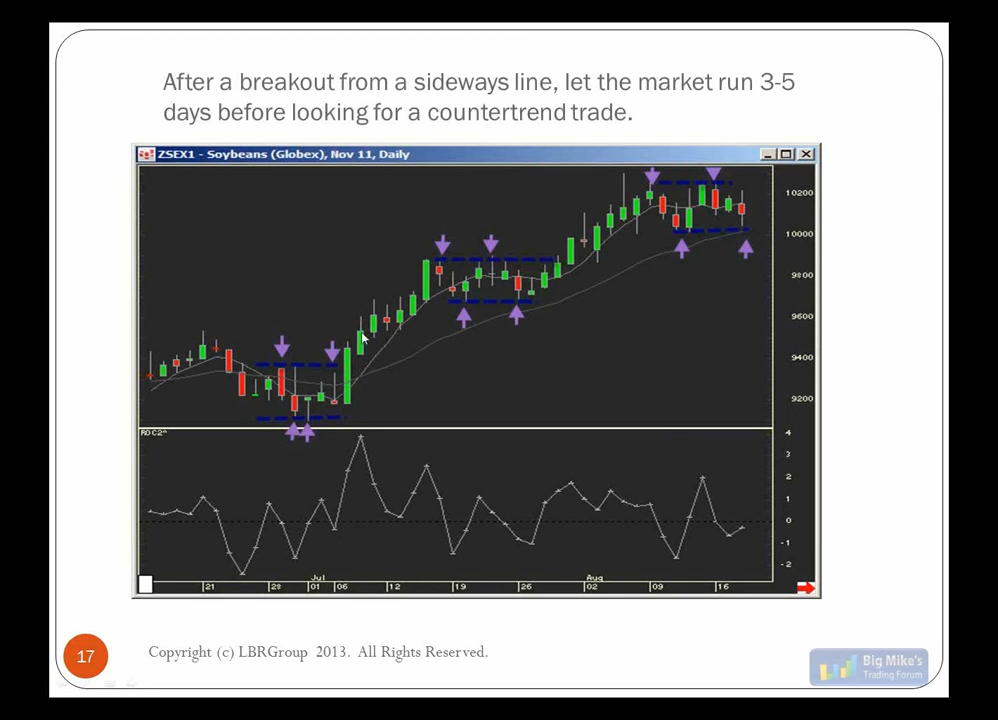 After a breakout from a sideways line, let the market run 3-5
days before looking for a countertrend trade.
ZSEX1 - Soybeans (Globex), Nov 11, Daily
10200
10000
9800
9600
9400
9200
ROC2^
4
3
2
1
0
-1
-2
Jul
Aug
21
28
01
06
12
19
26
02
09
16
17
Copyright (c) LBRGroup 2013. All Rights Reserved.
Big Mike's
Trading Forum